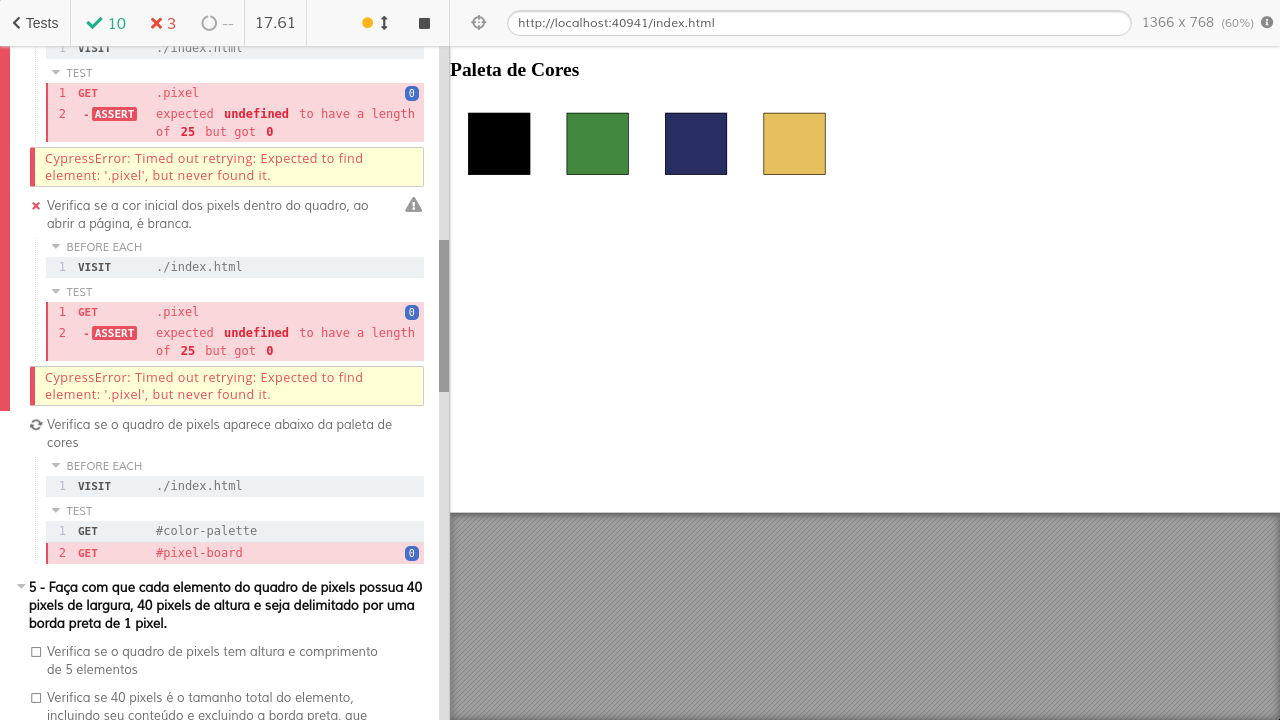 Tests 10 3 -- 17.61
http://localhost:40941/index.html 1366 x 768 (60%)
1 VISIT ./index.html
TEST
1 GET .pixel 0
2 -ASSERT expected undefined to have a length
of 25 but got 0
CypressError: Timed out retrying: Expected to find
element: '.pixel', but never found it.
Verifica se a cor inicial dos pixels dentro do quadro, ao
abrir a página, é branca.
BEFORE EACH
1 VISIT ./index.html
TEST
1 GET .pixel 0
2 -ASSERT expected undefined to have a length
of 25 but got 0
CypressError: Timed out retrying: Expected to find
element: '.pixel', but never found it.
Verifica se o quadro de pixels aparece abaixo da paleta de
cores
BEFORE EACH
1 VISIT ./index.html
TEST
1 GET #color-palette
2 GET #pixel-board 0
5 - Faça com que cada elemento do quadro de pixels possua 40
pixels de largura, 40 pixels de altura e seja delimitado por uma
borda preta de 1 pixel.
Verifica se o quadro de pixels tem altura e comprimento
de 5 elementos
Verifica se 40 pixels é o tamanho total do elemento,
incluindo seu conteúdo e excluindo a borda preta, que
Paleta de Cores